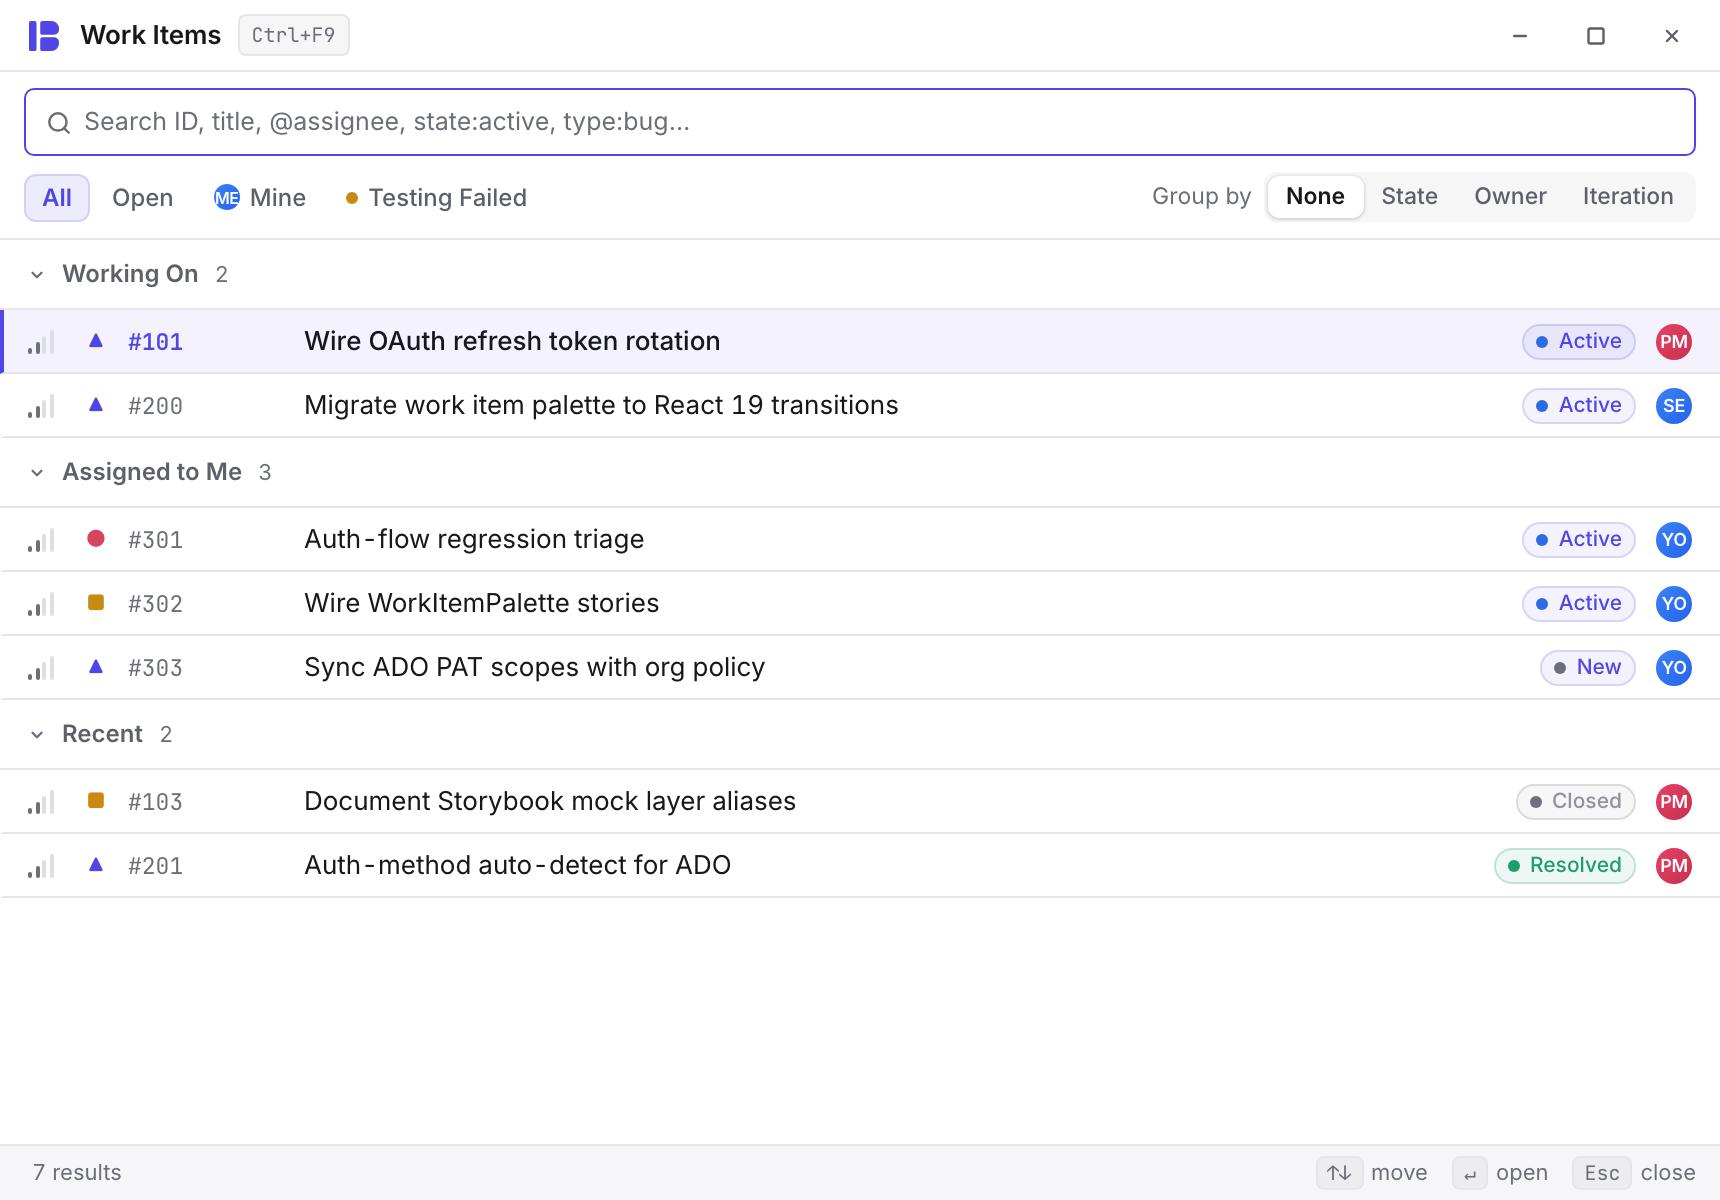 Work Items Ctrl+F9
Search ID, title, @assignee, state:active, type:bug...
All Open ME Mine Testing Failed Group by None State Owner Iteration
Working On 2
#101 Wire OAuth refresh token rotation Active PM
#200 Migrate work item palette to React 19 transitions Active SE
Assigned to Me 3
#301 Auth-flow regression triage Active YO
#302 Wire WorkItemPalette stories Active YO
#303 Sync ADO PAT scopes with org policy New YO
Recent 2
#103 Document Storybook mock layer aliases Closed PM
#201 Auth-method auto-detect for ADO Resolved PM
7 results ↑↓ move ↵ open Esc close